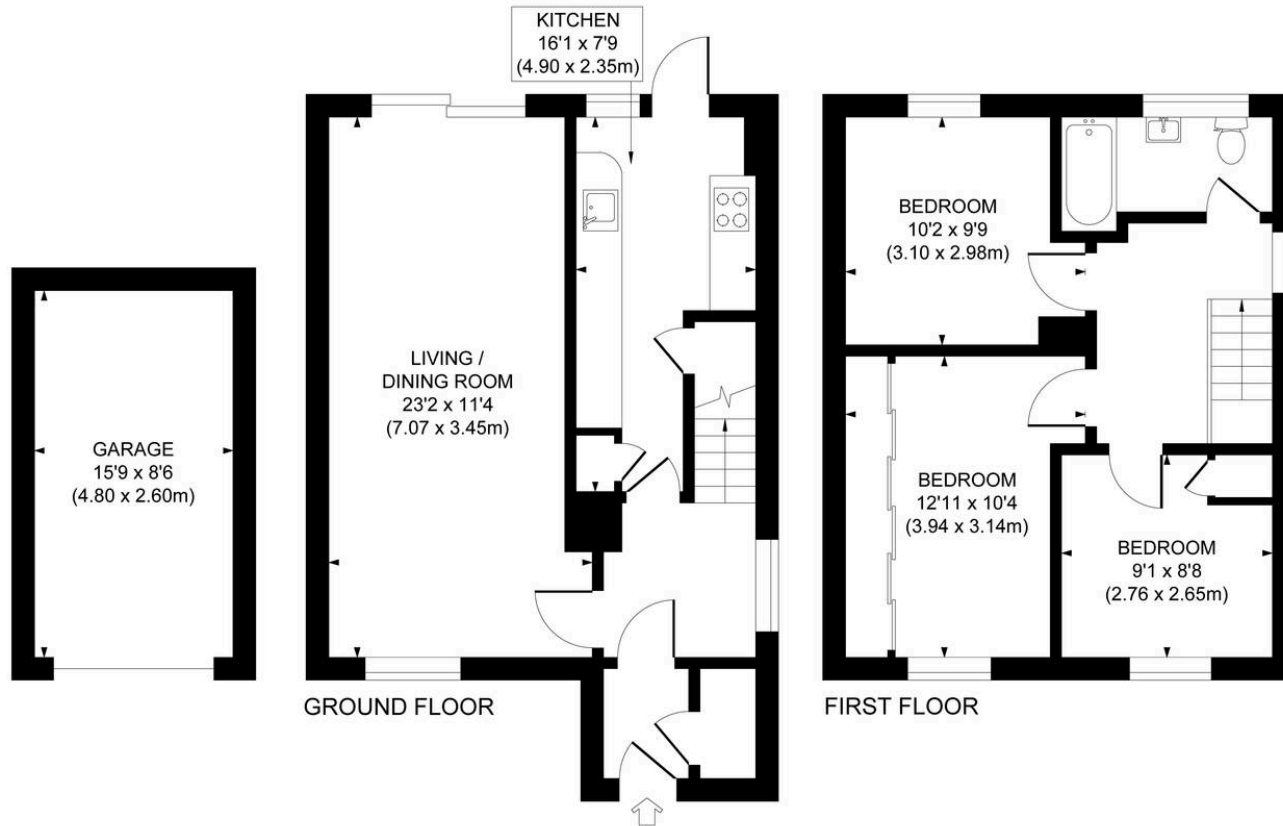 KITCHEN
16'1 x 7'9
(4.90 x 2.35m)
LIVING /
DINING ROOM
23'2 x 11'4
(7.07 x 3.45m)
GARAGE
15'9 x 8'6
(4.80 x 2.60m)
GROUND FLOOR
BEDROOM
10'2 x 9'9
(3.10 x 2.98m)
BEDROOM
12'11 x 10'4
(3.94 x 3.14m)
BEDROOM
9'1 x 8'8
(2.76 x 2.65m)
FIRST FLOOR